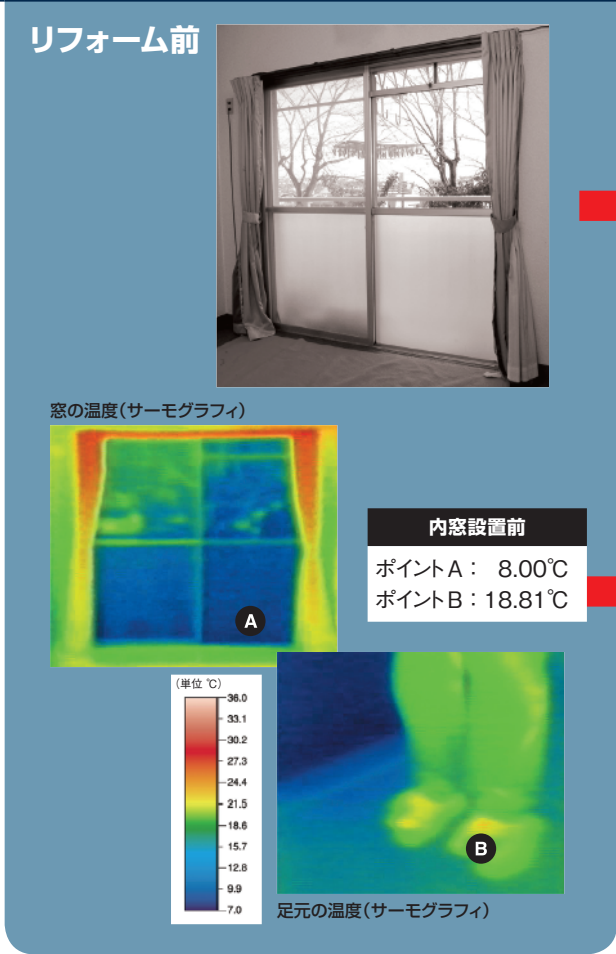 リフォーム前
窓の温度(サーモグラフィ)
A
内窓設置前
ポイントA： 8.00℃
ポイントB：18.81℃
(単位 ℃)
36.0
33.1
30.2
27.3
24.4
21.5
18.6
15.7
12.8
9.9
7.0
B
足元の温度(サーモグラフィ)